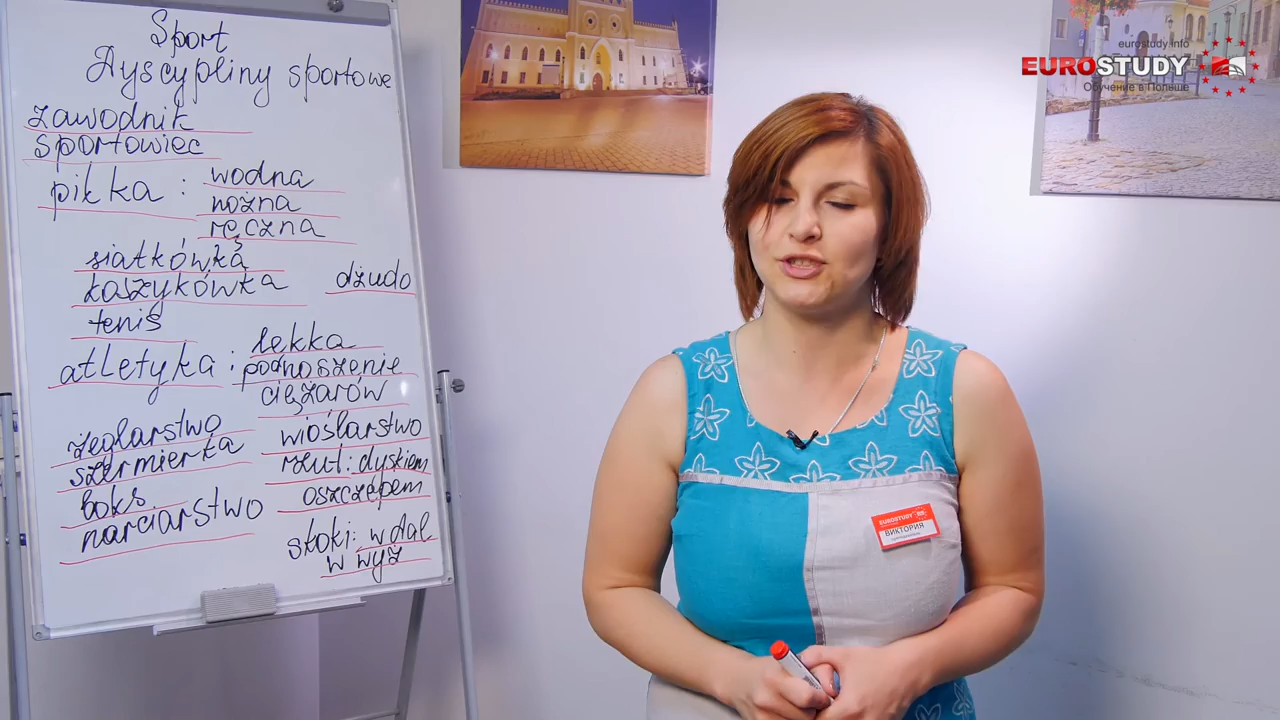 Sport
Dyscypliny sportowe
zawodnik
sportowiec
piłka : wodna
nożna
ręczna
siatkówka
koszykówka
dżudo
tenis
atletyka : lekka
podnoszenie
ciężarów
żeglarstwo
szermierka
boks
narciarstwo
wioślarstwo
rzut : dyskiem
oszczepem
skoki: w dal
w wyż
eurostudy.info
EUROSTUDY
Обучение в Польше
EUROSTUDY
ВИКТОРИЯ